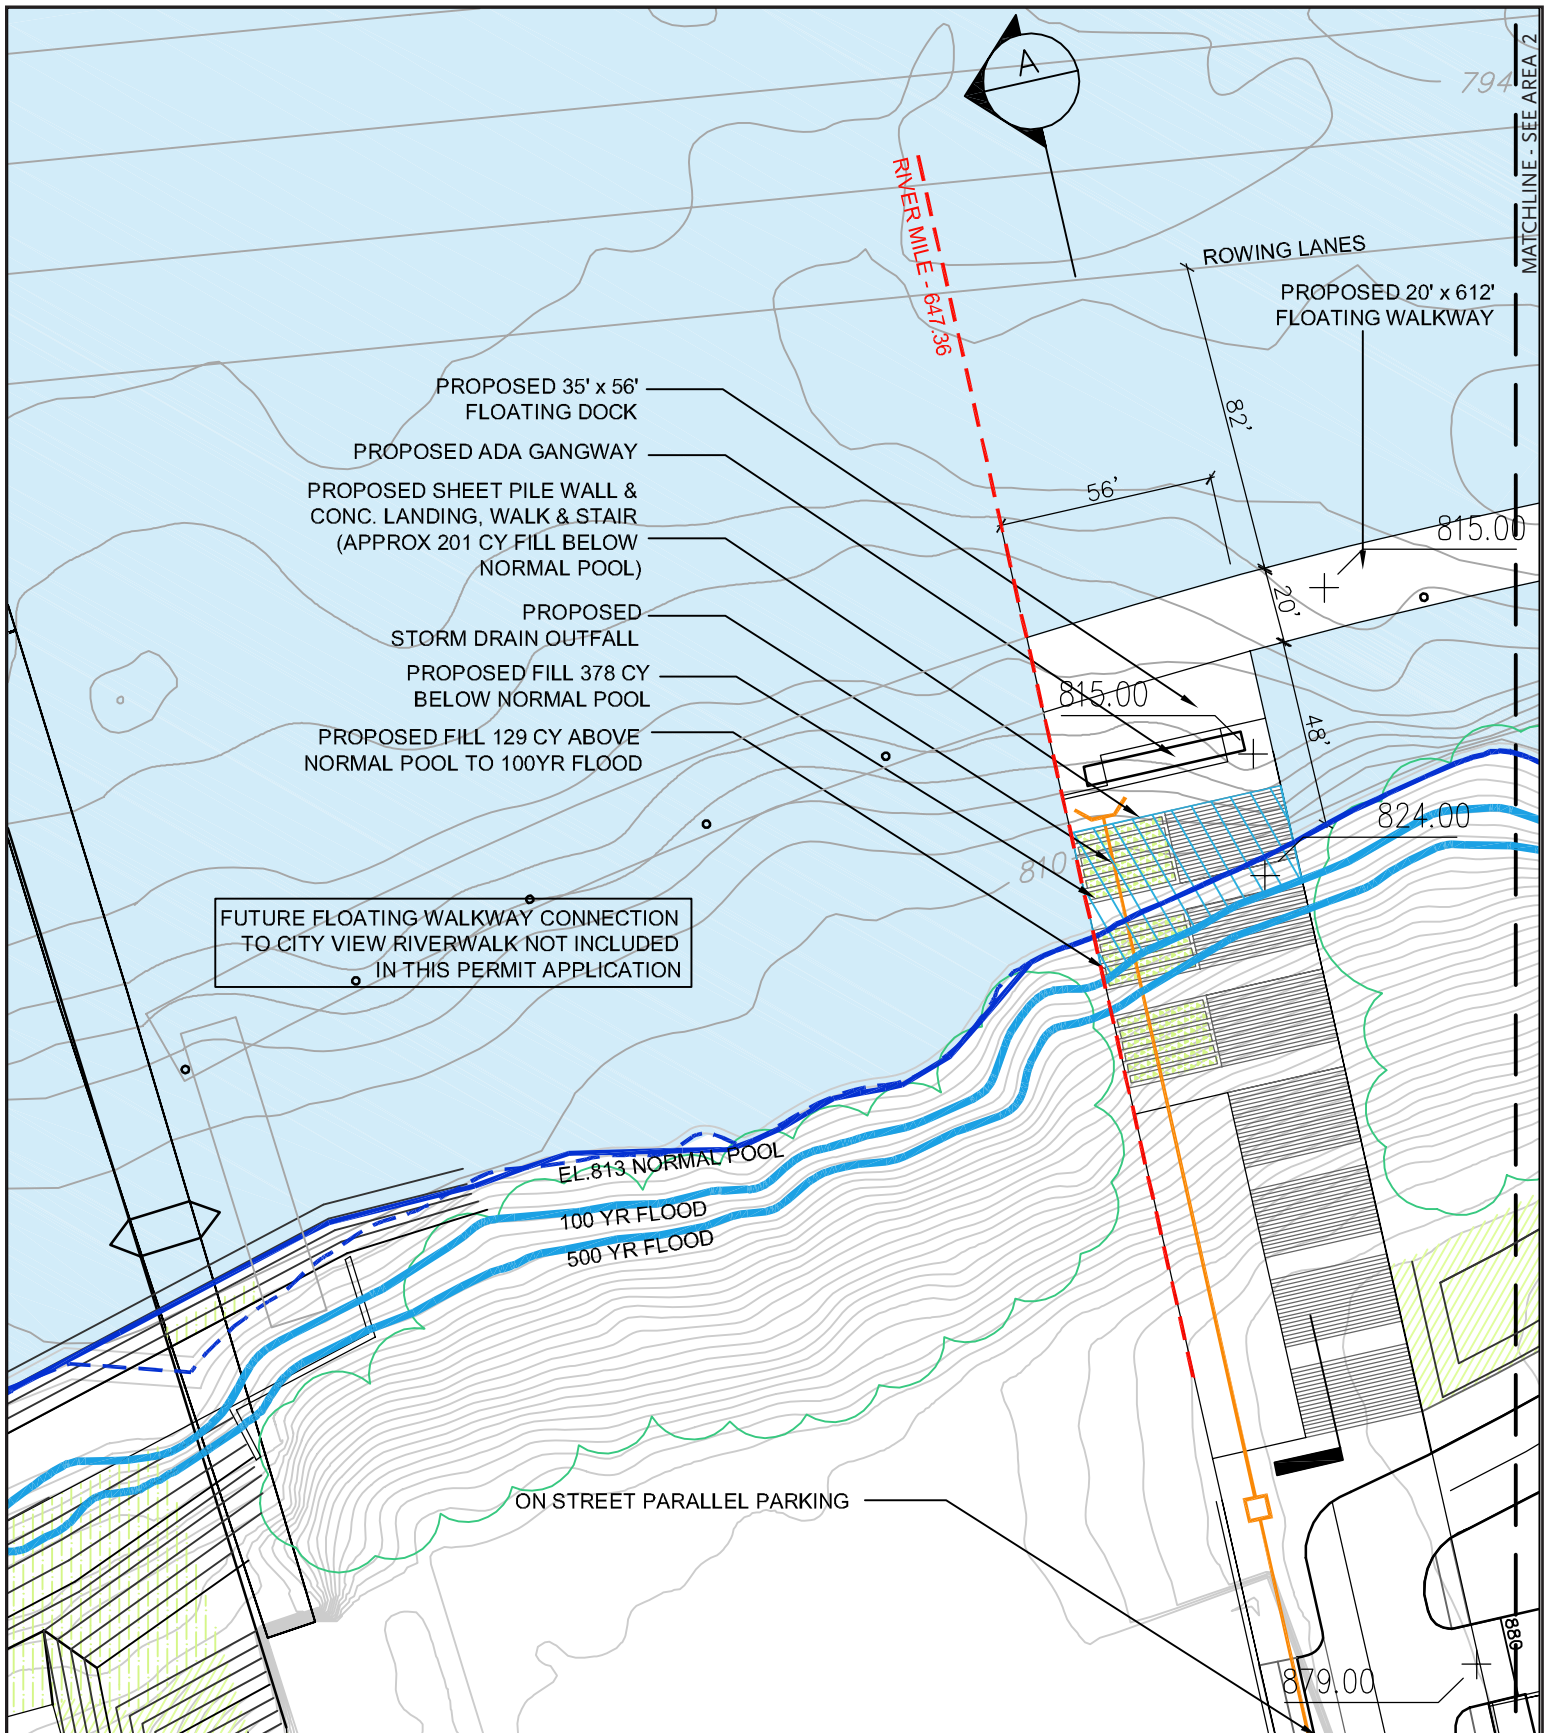 A
794
MATCHLINE - SEE AREA 2
RIVER MILE - 647.36
ROWING LANES
PROPOSED 20' x 612'
FLOATING WALKWAY
PROPOSED 35' x 56'
FLOATING DOCK
82'
PROPOSED ADA GANGWAY
56'
PROPOSED SHEET PILE WALL &
CONC. LANDING, WALK & STAIR
(APPROX 201 CY FILL BELOW
NORMAL POOL)
815.00
20'
PROPOSED
STORM DRAIN OUTFALL
PROPOSED FILL 378 CY
BELOW NORMAL POOL
815.00
48'
PROPOSED FILL 129 CY ABOVE
NORMAL POOL TO 100YR FLOOD
824.00
810
FUTURE FLOATING WALKWAY CONNECTION
TO CITY VIEW RIVERWALK NOT INCLUDED
IN THIS PERMIT APPLICATION
EL.813 NORMAL POOL
100 YR FLOOD
500 YR FLOOD
ON STREET PARALLEL PARKING
880
879.00